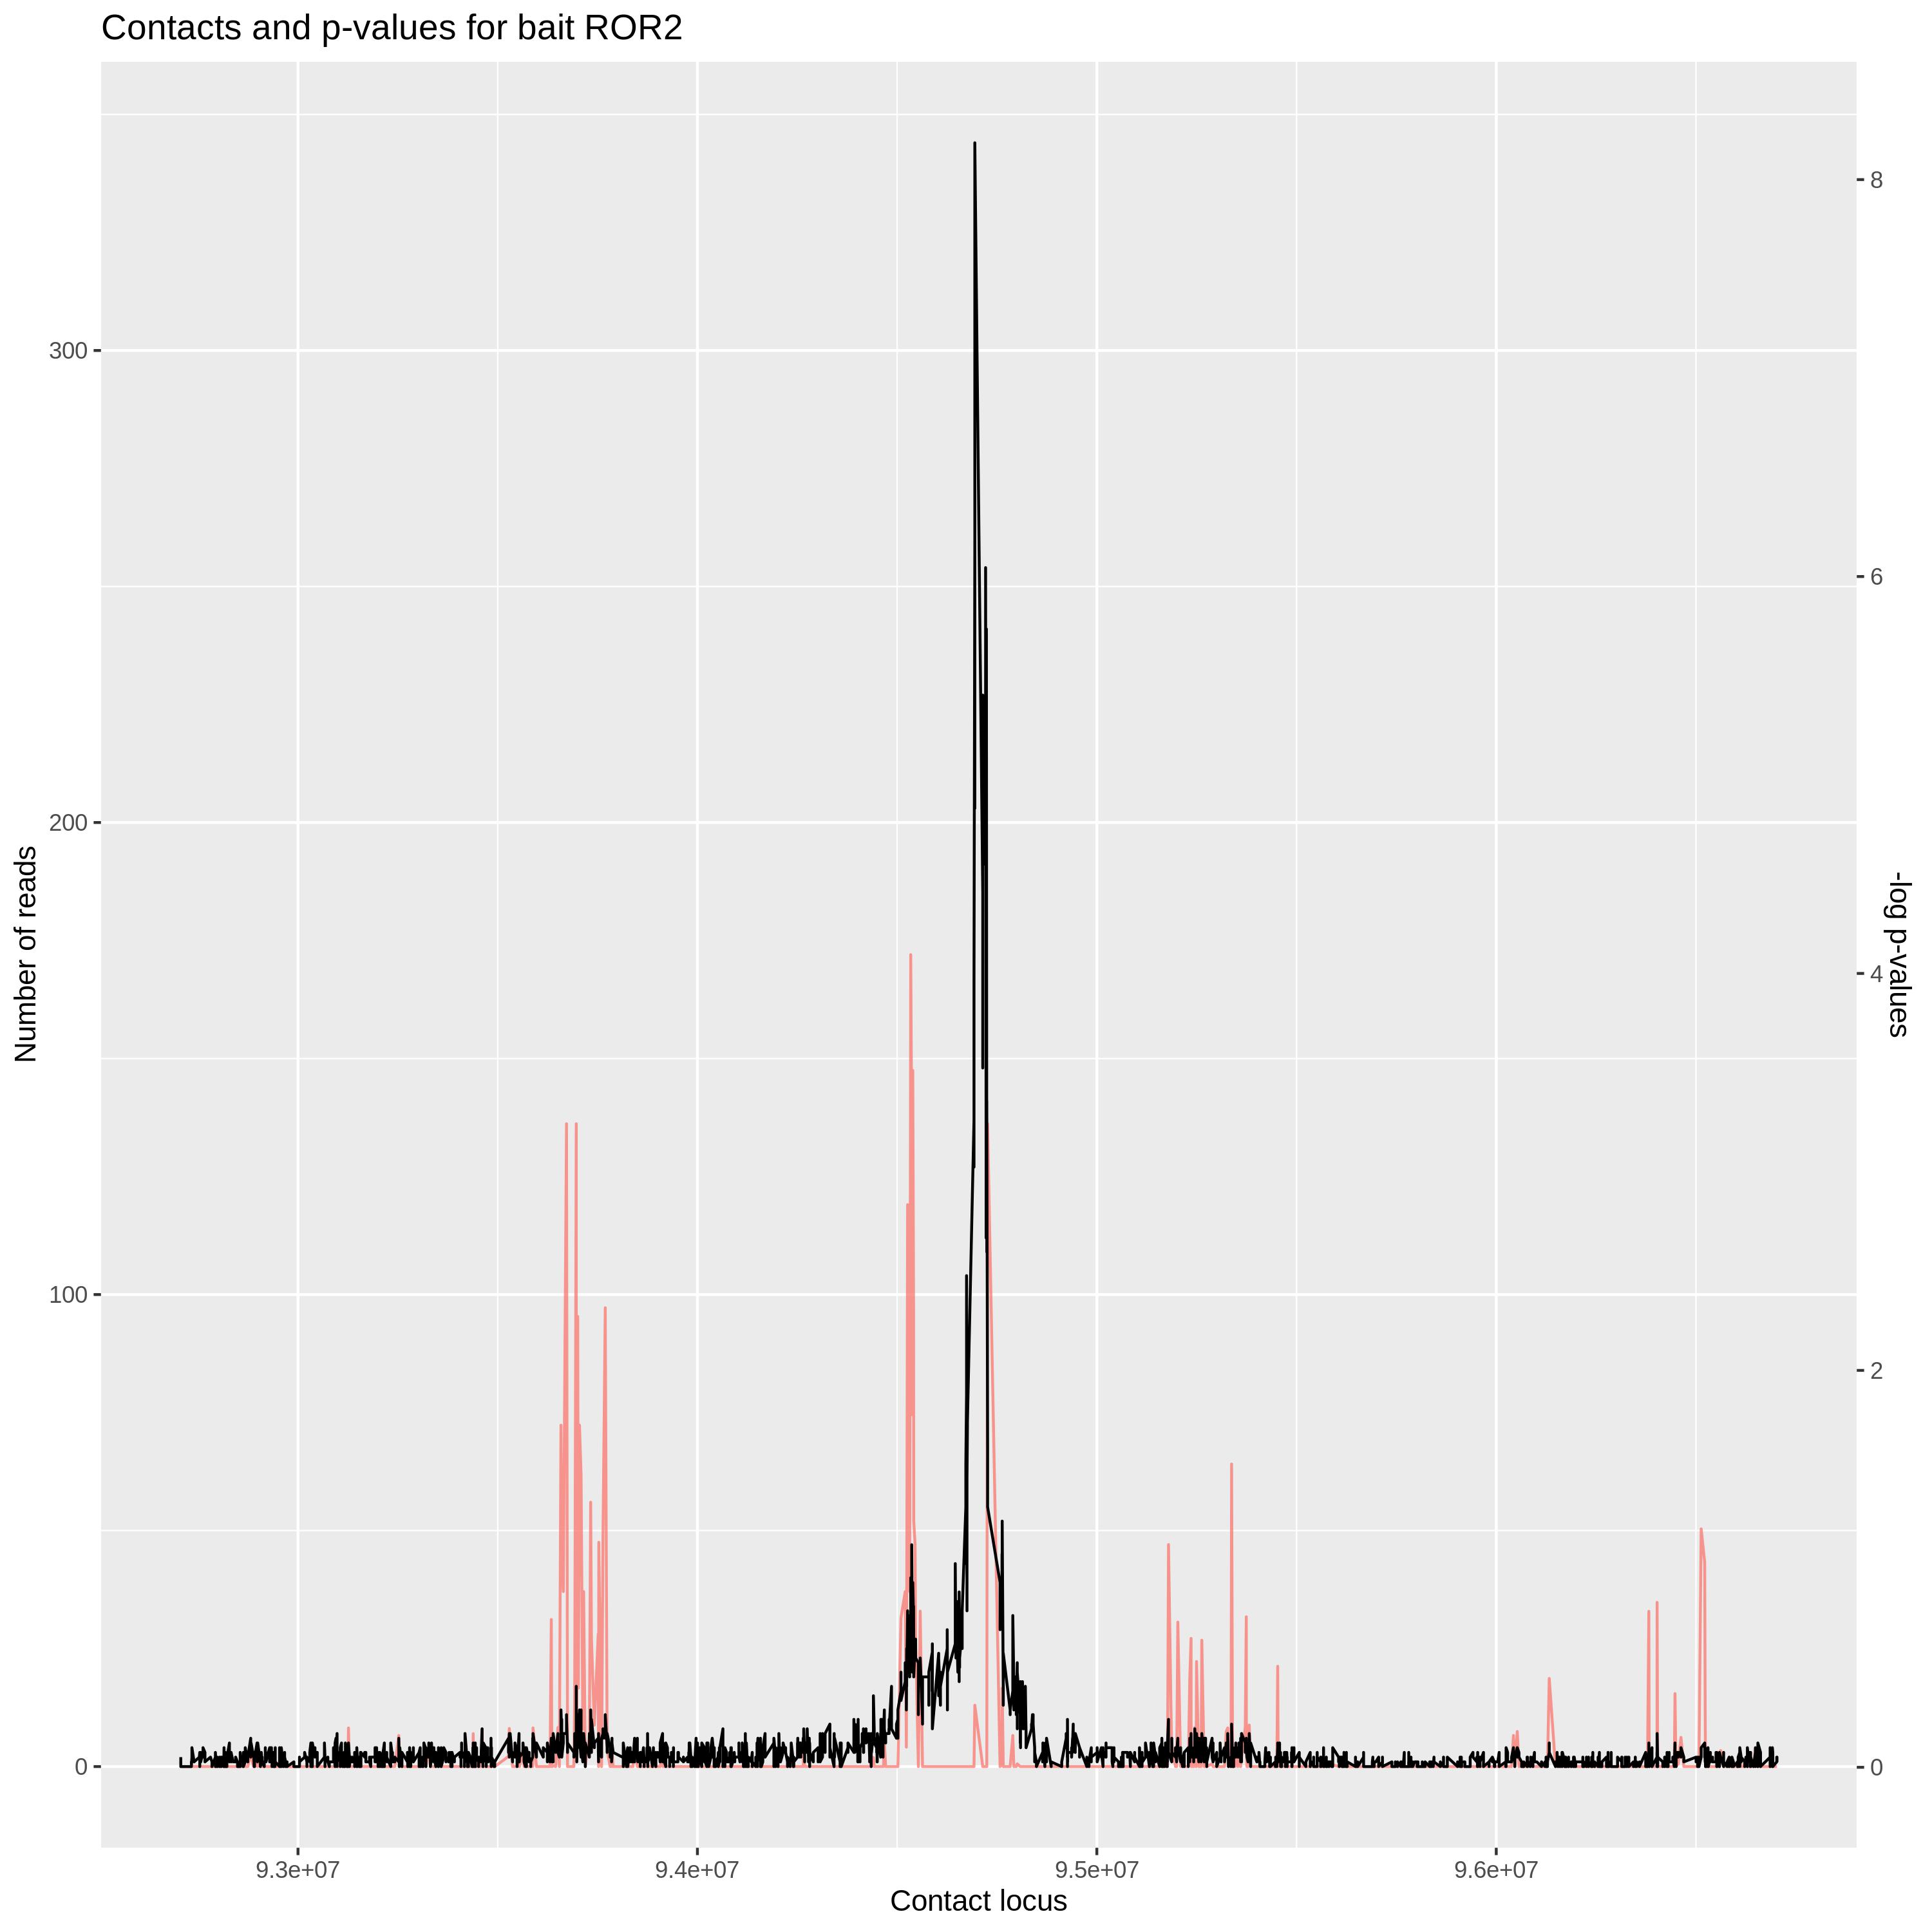 Contacts and p-values for bait ROR2
300
200
100
0
Number of reads
8
6
4
2
0
-log p-values
9.3e+07
9.4e+07
9.5e+07
9.6e+07
Contact locus